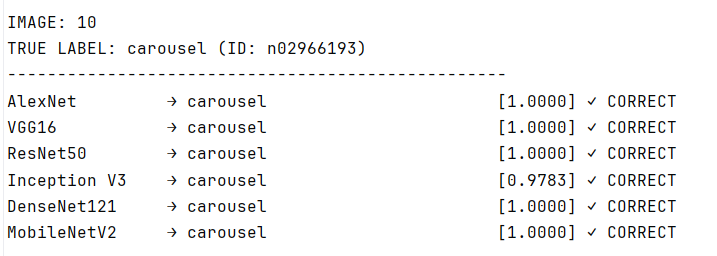 IMAGE: 10
TRUE LABEL: carousel (ID: n02966193)
--------------------------------------------------
AlexNet → carousel [1.0000] ✓ CORRECT
VGG16 → carousel [1.0000] ✓ CORRECT
ResNet50 → carousel [1.0000] ✓ CORRECT
Inception V3 → carousel [0.9783] ✓ CORRECT
DenseNet121 → carousel [1.0000] ✓ CORRECT
MobileNetV2 → carousel [1.0000] ✓ CORRECT